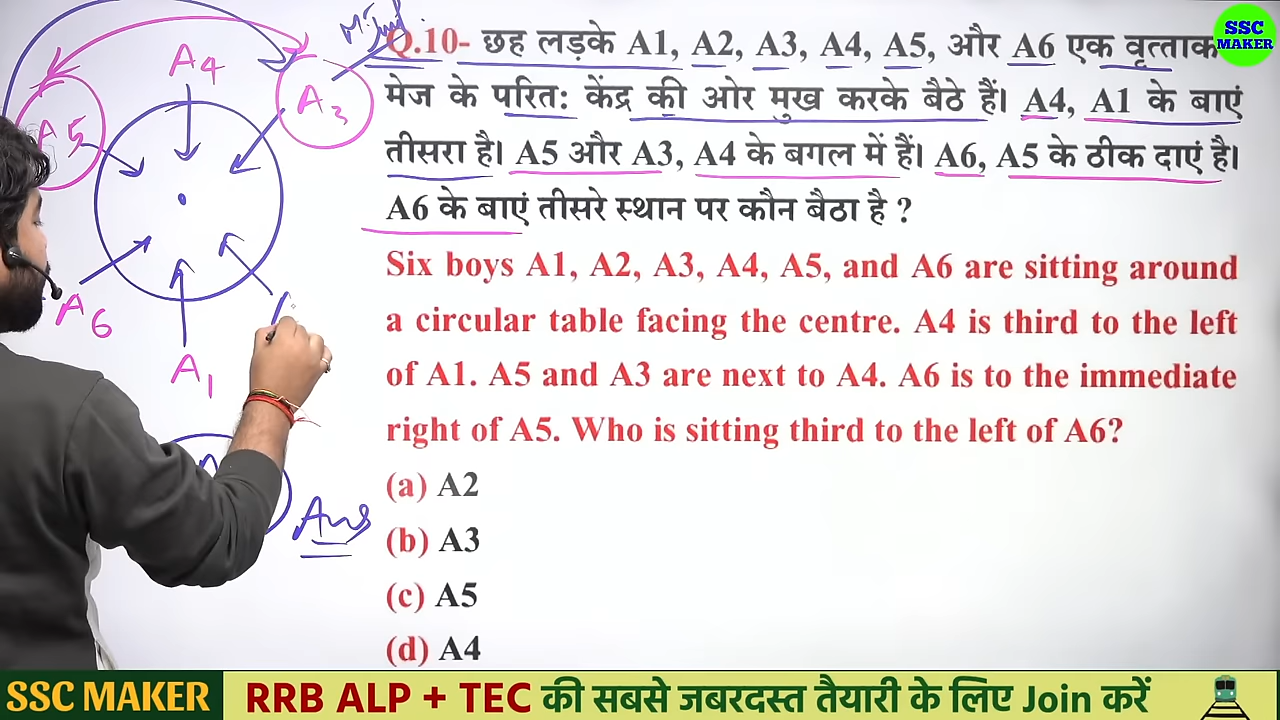 SSC
MAKER
Q.10- छह लड़के A1, A2, A3, A4, A5, और A6 एक
मेज के परित: केंद्र की ओर मुख करके बैठे हैं। A4, A1 के बाएं
तीसरा है। A5 और A3, A4 के बगल में हैं। A6, A5 के ठीक दाएं है।
A6 के बाएं तीसरे स्थान पर कौन बैठा है ?
Six boys A1, A2, A3, A4, A5, and A6 are sitting around
a circular table facing the centre. A4 is third to the left
of A1. A5 and A3 are next to A4. A6 is to the immediate
right of A5. Who is sitting third to the left of A6?
(a) A2
(b) A3
(c) A5
(d) A4
A4
A3
A5
A6
A1
Ans
SSC MAKER
RRB ALP + TEC की सबसे जबरदस्त तैयारी के लिए Join करें